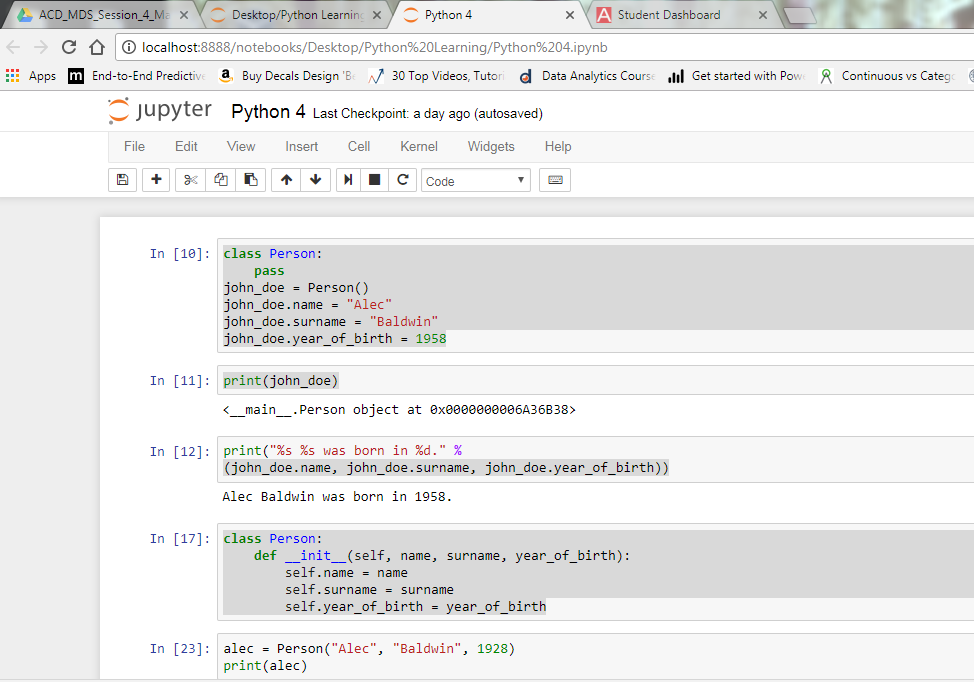 ACD_MDS_Session_4_Ma
Desktop/Python Learning
Python 4
Student Dashboard
localhost:8888/notebooks/Desktop/Python%20Learning/Python%204.ipynb
Apps
m End-to-End Predictive
a Buy Decals Design 'Be
30 Top Videos, Tutori
d Data Analytics Course
Get started with Pow
Continuous vs Catego
jupyter Python 4 Last Checkpoint: a day ago (autosaved)
File Edit View Insert Cell Kernel Widgets Help
Code
In [10]: class Person:
    pass
john_doe = Person()
john_doe.name = "Alec"
john_doe.surname = "Baldwin"
john_doe.year_of_birth = 1958
In [11]: print(john_doe)
<__main__.Person object at 0x0000000006A36B38>
In [12]: print("%s %s was born in %d." %
(john_doe.name, john_doe.surname, john_doe.year_of_birth))
Alec Baldwin was born in 1958.
In [17]: class Person:
    def __init__(self, name, surname, year_of_birth):
        self.name = name
        self.surname = surname
        self.year_of_birth = year_of_birth
In [23]: alec = Person("Alec", "Baldwin", 1928)
print(alec)